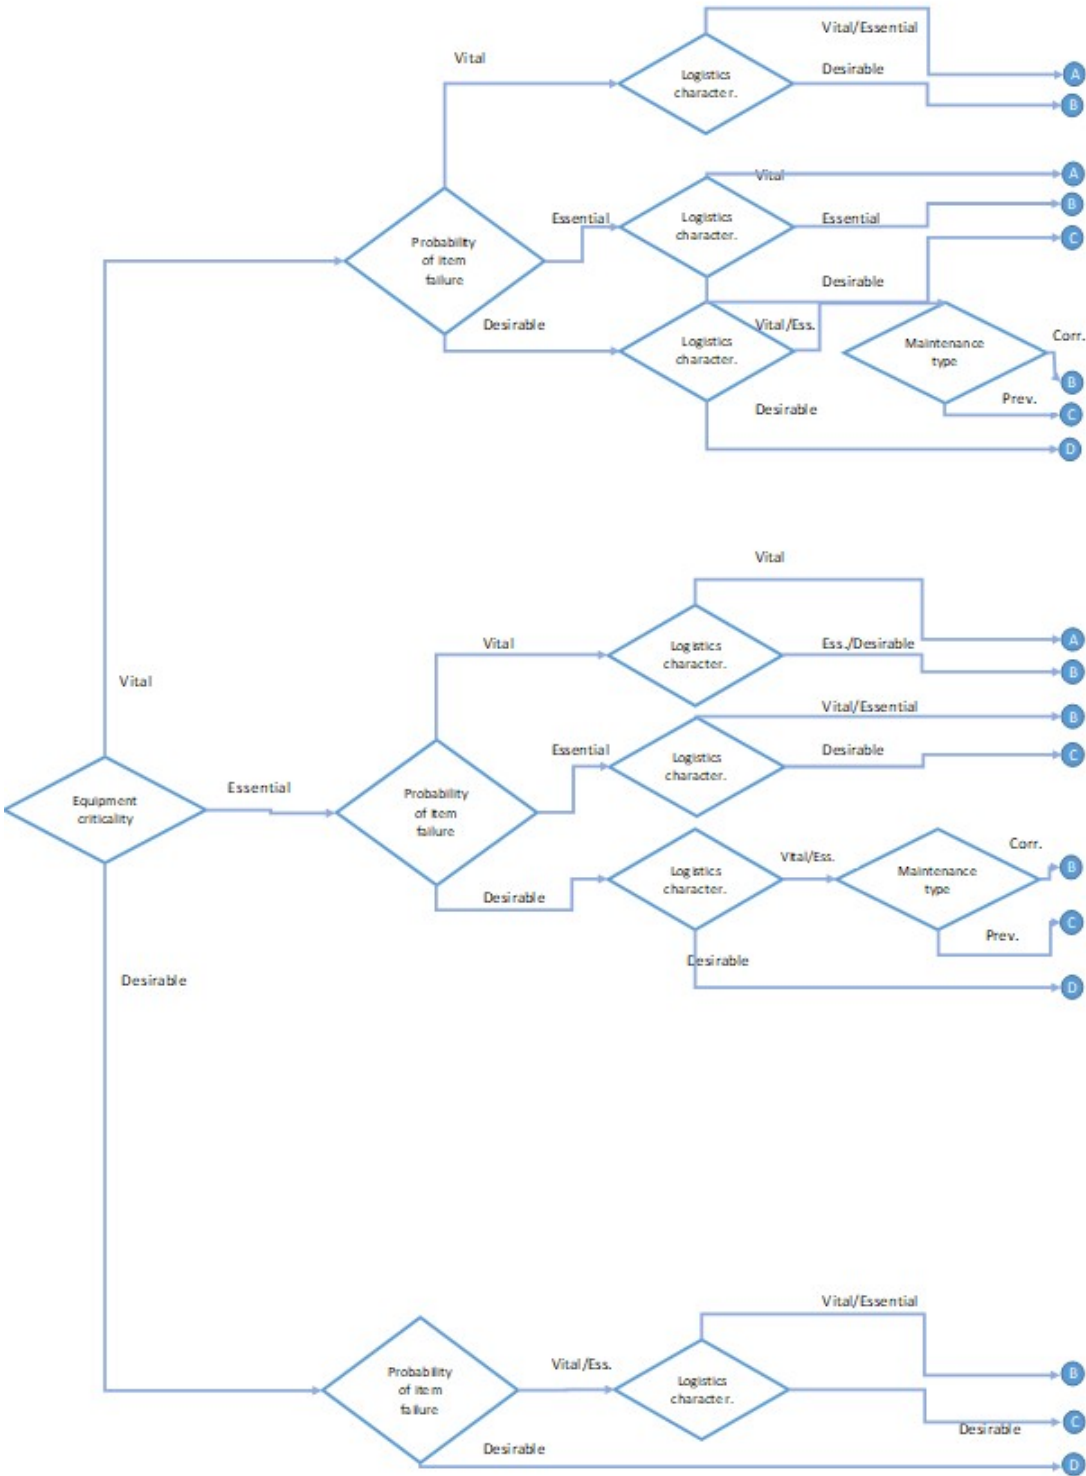 Vital/Essential
Vital
Desirable
Logistics
character.
A
B
Vital
A
Essential
Logistics
character.
Essential
B
C
Probability
of item
failure
Desirable
Desirable
Vital/Ess.
Logistics
character.
Maintenance
type
Corr.
B
Prev.
Desirable
C
D
Vital
Vital
Logistics
character.
Ess./Desirable
A
B
Vital
Vital/Essential
B
Essential
Logistics
character.
Desirable
C
Essential
Equipment
criticality
Probability
of item
failure
Logistics
character.
Vital/Ess.
Maintenance
type
Corr.
B
Desirable
C
Prev.
Desirable
D
Desirable
Vital/Essential
Probability
of item
failure
Vital/Ess.
Logistics
character.
B
C
Desirable
Desirable
D